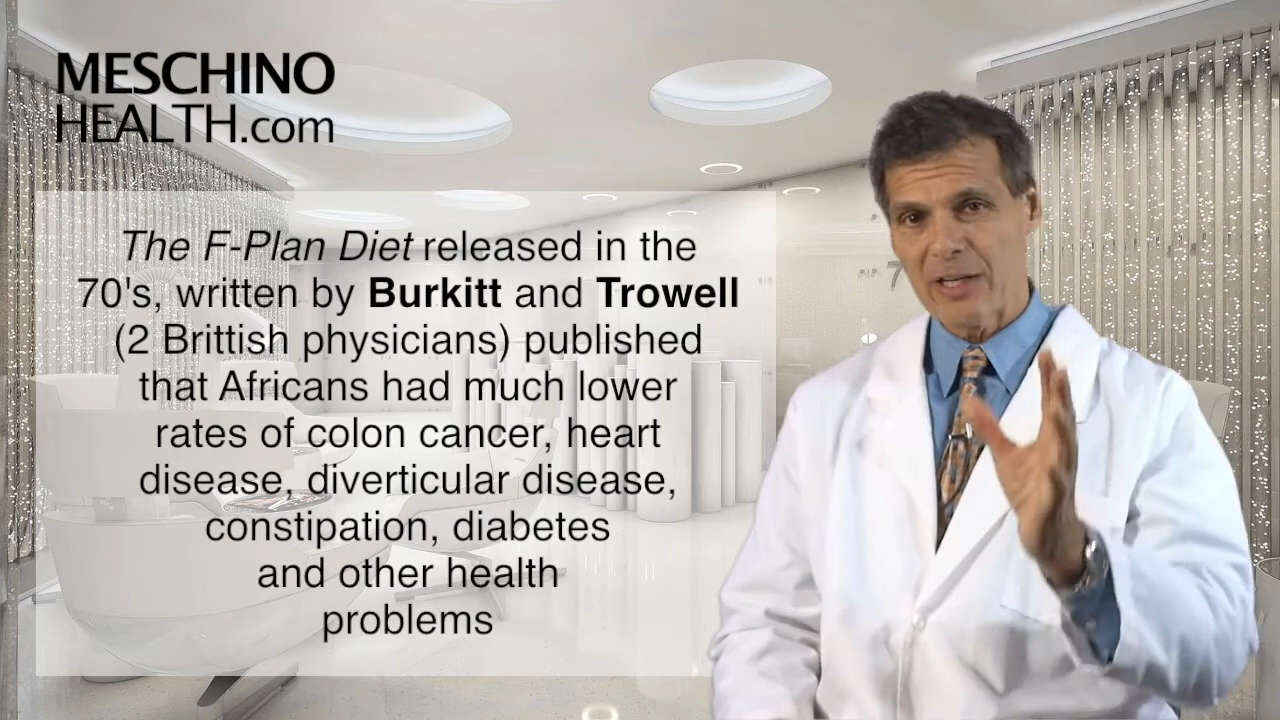 MESCHINO
HEALTH.com
The F-Plan Diet released in the
70's, written by Burkitt and Trowell
(2 Brittish physicians) published
that Africans had much lower
rates of colon cancer, heart
disease, diverticular disease,
constipation, diabetes
and other health
problems